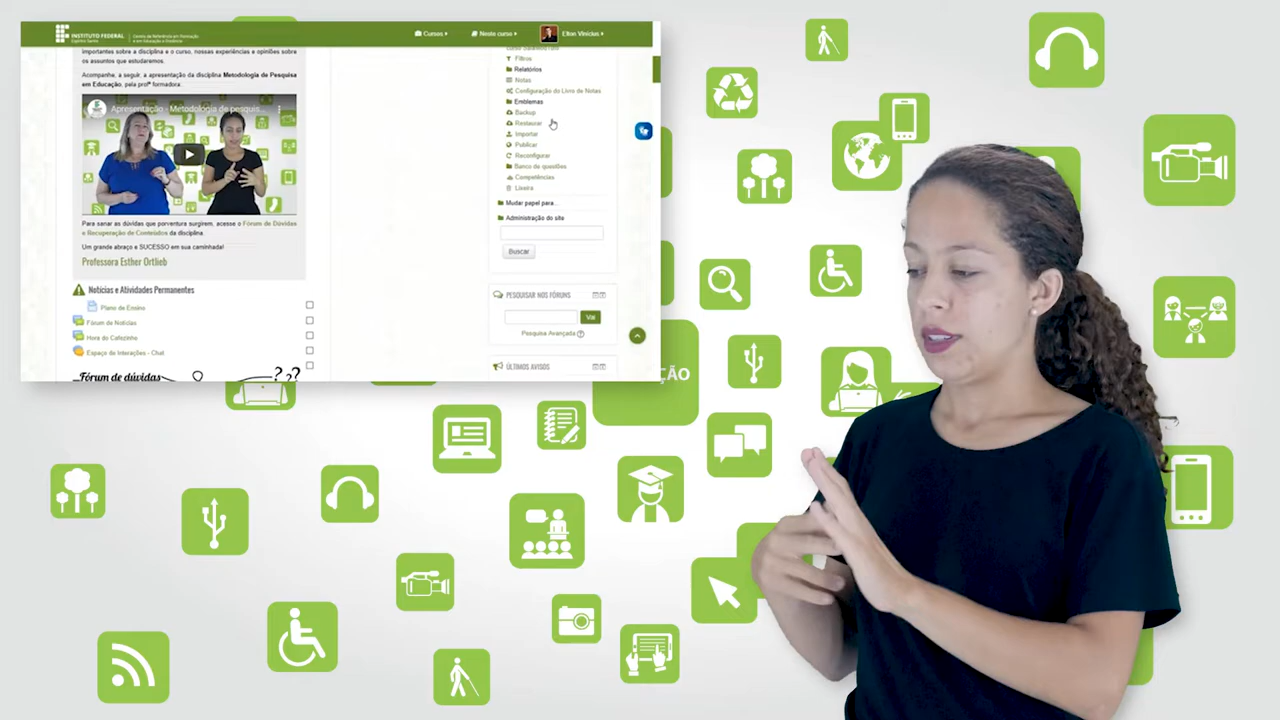 INSTITUTO FEDERAL
Espírito Santo
Centro de Referência em Formação
e em Educação a Distância
Cursos
Neste curso
Elton Vinicius
importantes sobre a disciplina e o curso, nossas experiências e opiniões sobre
os assuntos que estudaremos.
Acompanhe, a seguir, a apresentação da disciplina Metodologia de Pesquisa
em Educação, pela profª formadora.
Apresentação - Metodologia de pesquis...
Para sanar as dúvidas que porventura surgirem, acesse o Fórum de Dúvidas
e Recuperação de Conteúdos da disciplina.
Um grande abraço e SUCESSO em sua caminhada!
Professora Esther Ortlieb
Notícias e Atividades Permanentes
Plano de Ensino
Fórum de Notícias
Hora do Cafezinho
Espaço de Interações - Chat
Fórum de dúvidas
? ? ?
Filtros
Relatórios
Notas
Configuração do Livro de Notas
Emblemas
Backup
Restaurar
Importar
Publicar
Reconfigurar
Banco de questões
Competências
Lixeira
Mudar papel para...
Administração do site
Buscar
PESQUISAR NOS FÓRUNS
Vai
Pesquisa Avançada
ÚLTIMOS AVISOS
ÇÃO